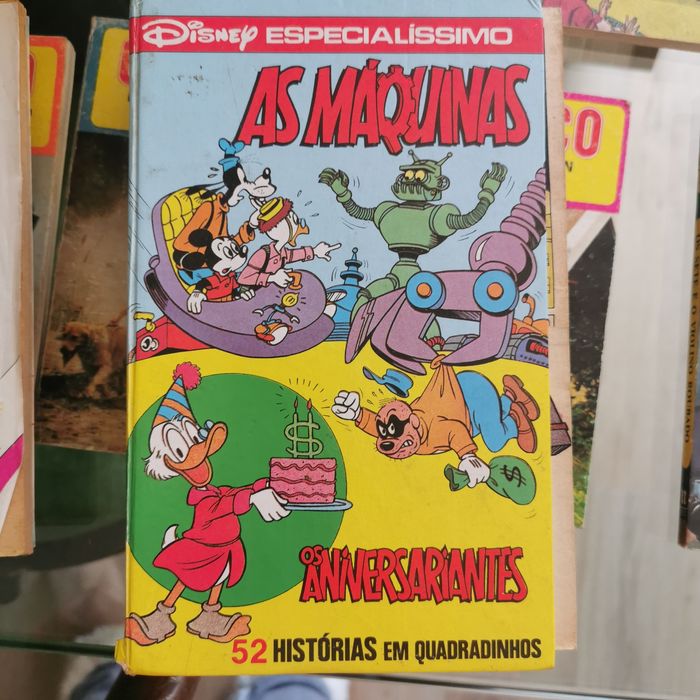 Disney ESPECIALÍSSIMO
AS MÁQUINAS
$
$
OS
ANIVERSARIANTES
52 HISTÓRIAS EM QUADRADINHOS